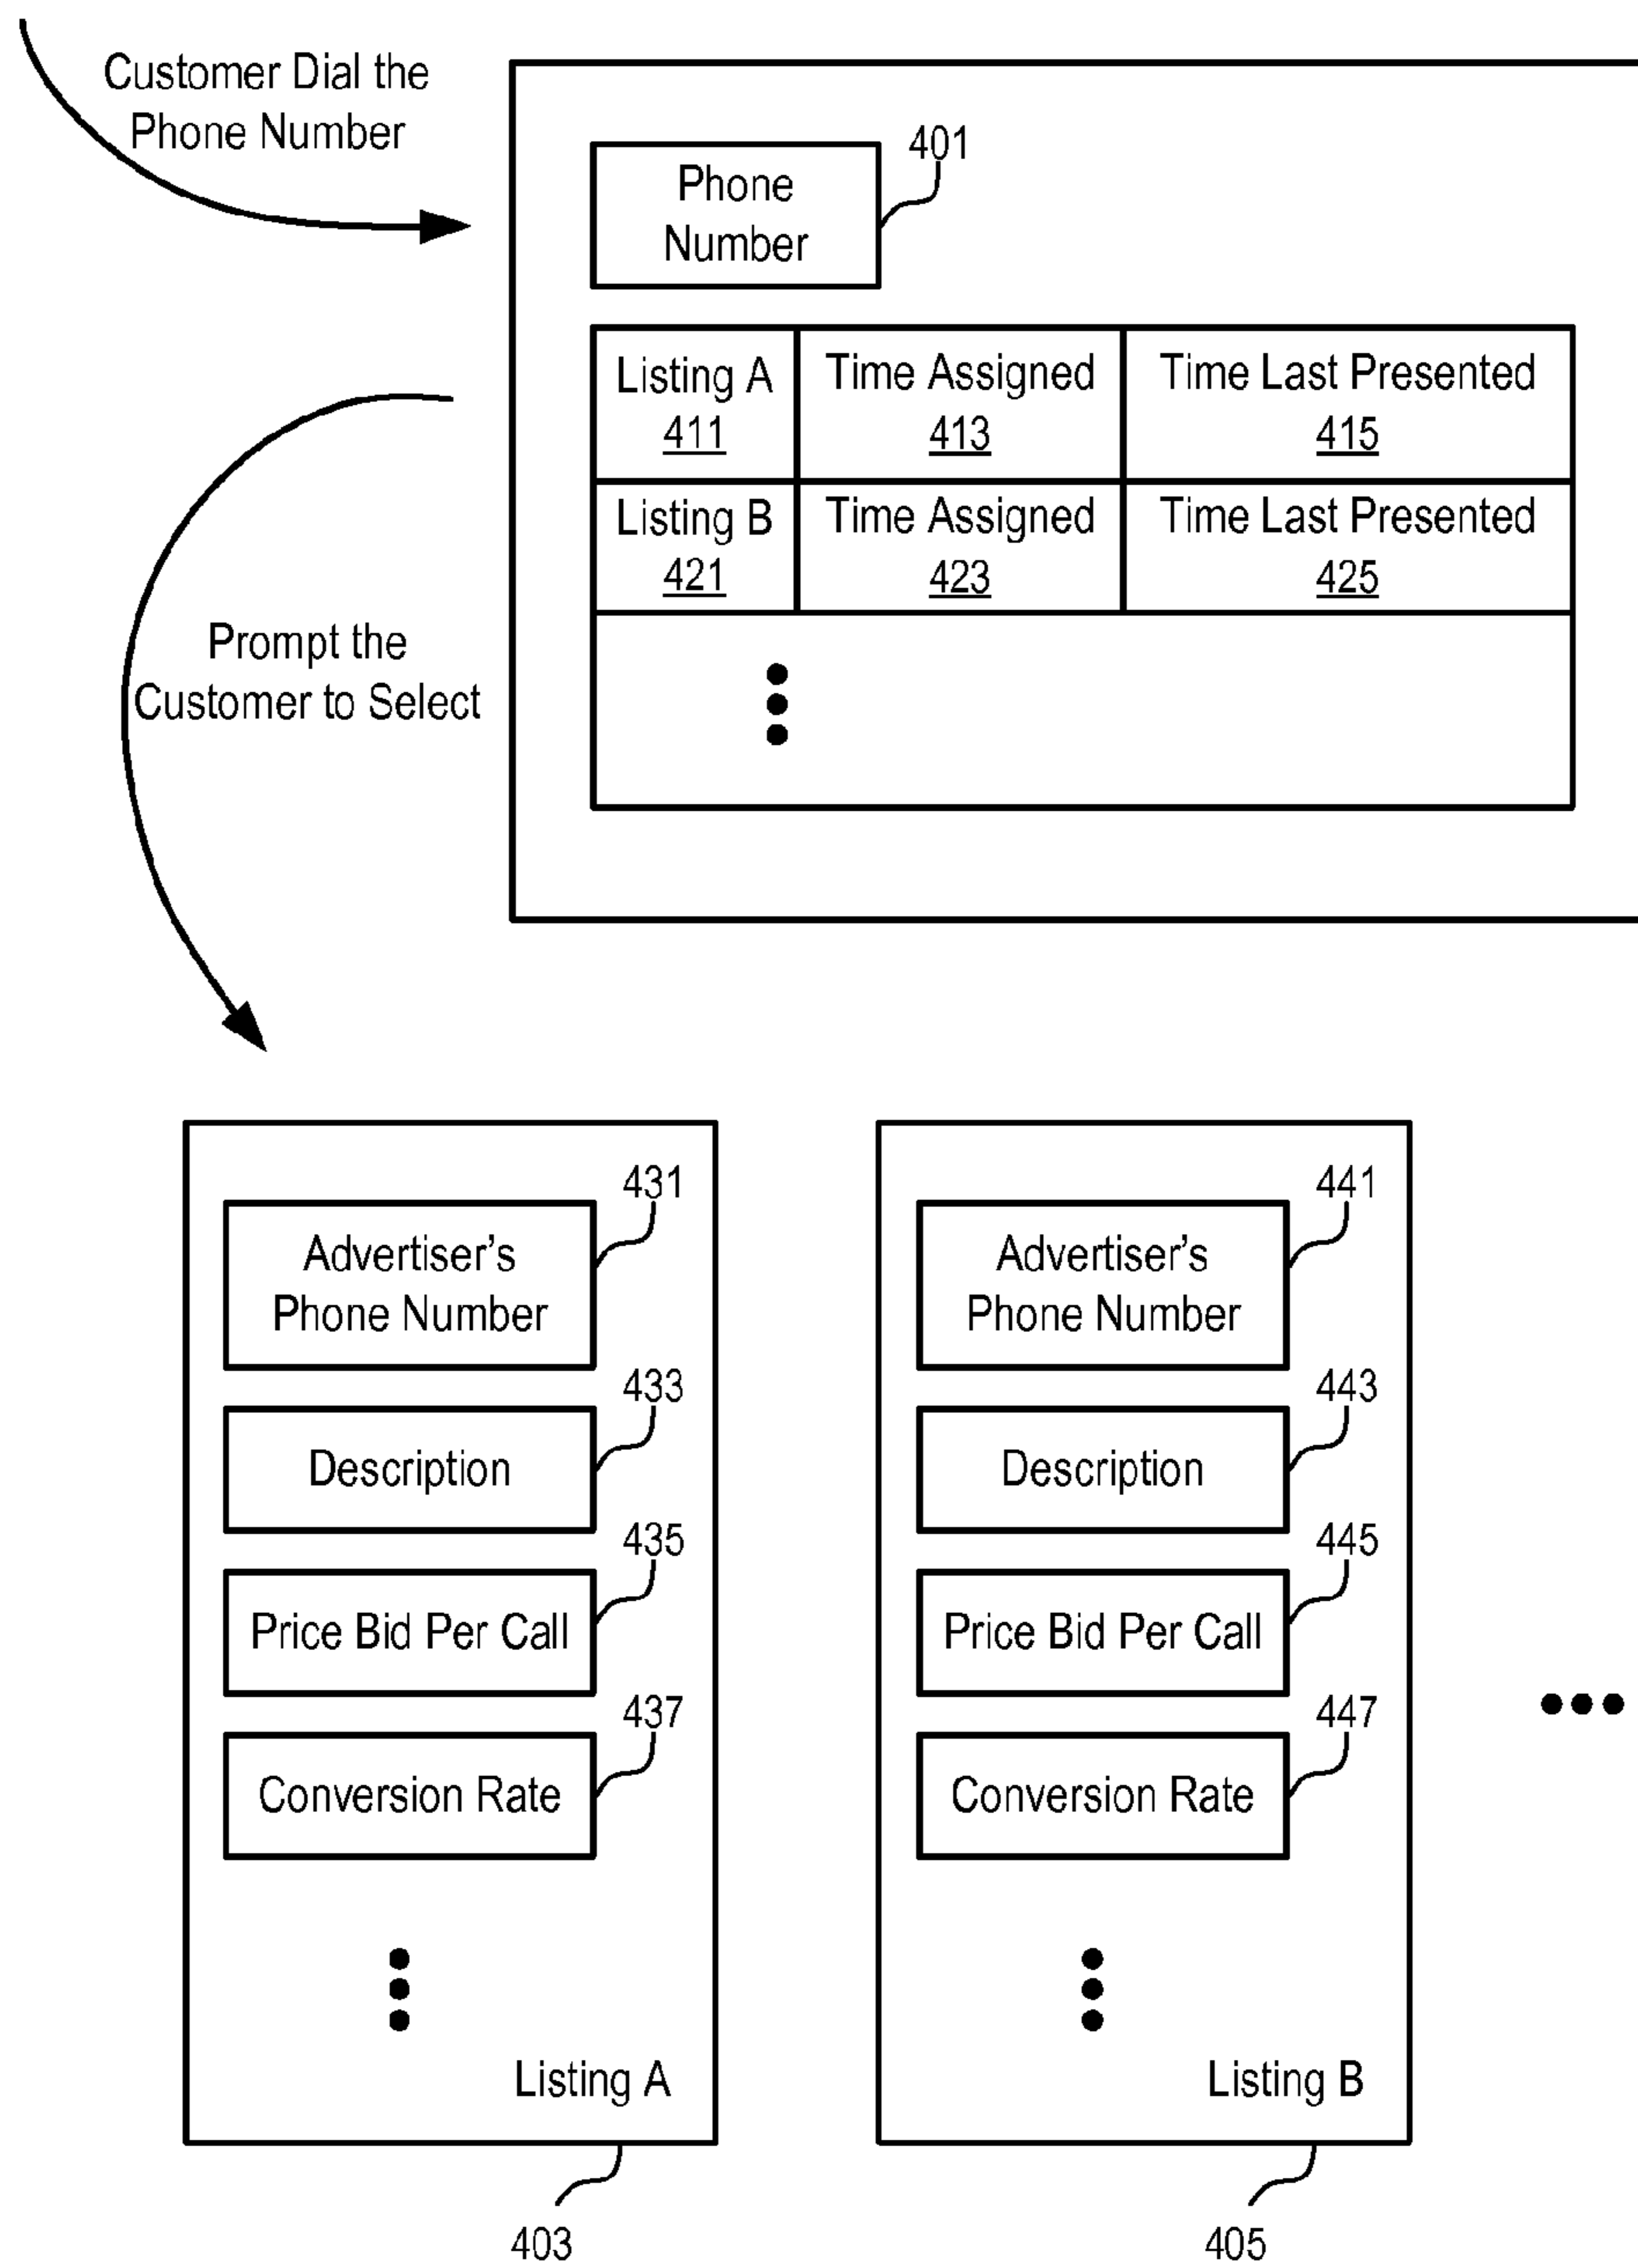 Customer Dial the
Phone Number
401
Phone
Number
Listing A Time Assigned Time Last Presented
411 413 415
Listing B Time Assigned Time Last Presented
421 423 425
Prompt the
Customer to Select
431
Advertiser's
Phone Number
433
Description
435
Price Bid Per Call
437
Conversion Rate
Listing A
403
441
Advertiser's
Phone Number
443
Description
445
Price Bid Per Call
447
Conversion Rate
Listing B
405